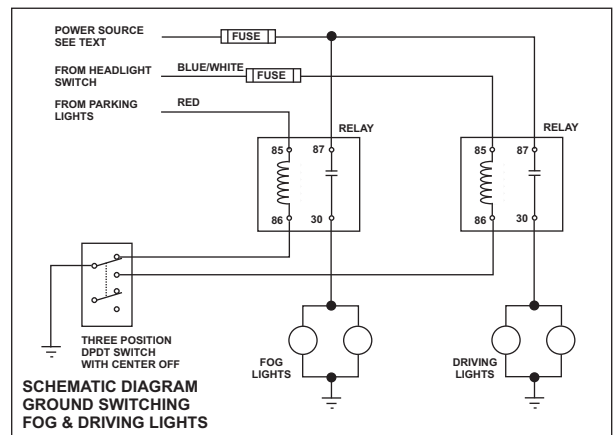 POWER SOURCE
SEE TEXT
FUSE
FROM HEADLIGHT
SWITCH
BLUE/WHITE
FUSE
FROM PARKING
LIGHTS
RED
RELAY
85
87
86
30
RELAY
85
87
86
30
THREE POSITION
DPDT SWITCH
WITH CENTER OFF
FOG
LIGHTS
DRIVING
LIGHTS
SCHEMATIC DIAGRAM
GROUND SWITCHING
FOG & DRIVING LIGHTS